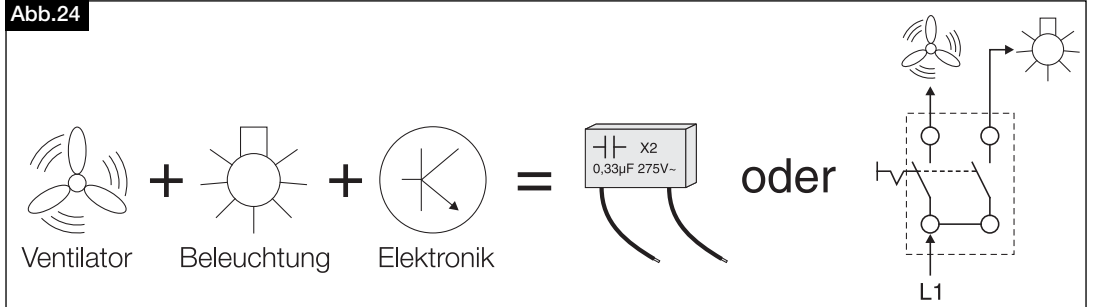 Abb.24
Ventilator + Beleuchtung + Elektronik = X2
0,33µF 275V~
oder
L1